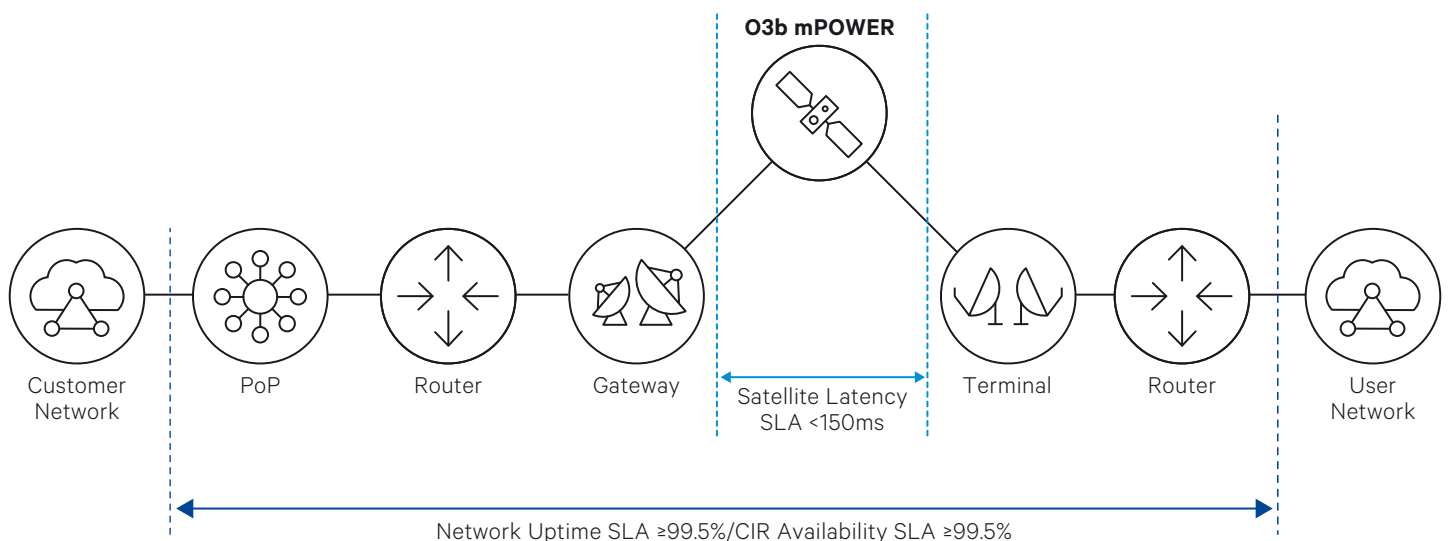 O3b mPOWER
Customer
Network
PoP
Router
Gateway
Satellite Latency
SLA <150ms
Terminal
Router
User
Network
Network Uptime SLA ≥99.5%/CIR Availability SLA ≥99.5%